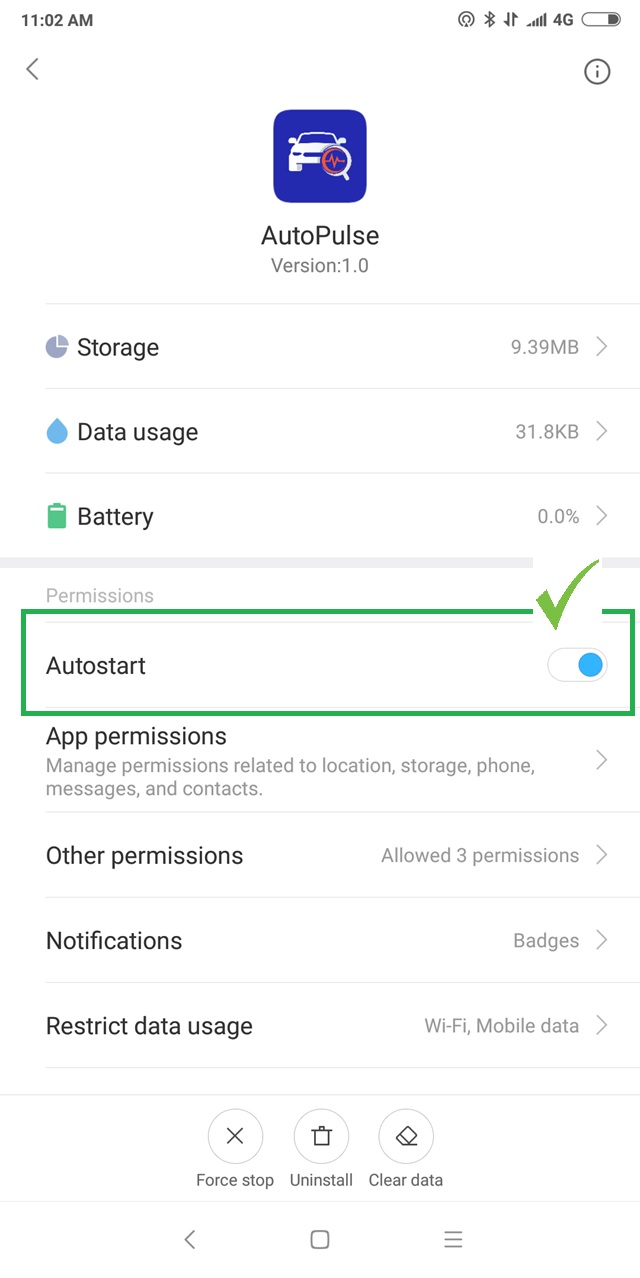 11:02 AM 4G
AutoPulse
Version:1.0
Storage 9.39MB
Data usage 31.8KB
Battery 0.0%
Permissions
Autostart
App permissions
Manage permissions related to location, storage, phone,
messages, and contacts.
Other permissions Allowed 3 permissions
Notifications Badges
Restrict data usage Wi-Fi, Mobile data
Force stop Uninstall Clear data